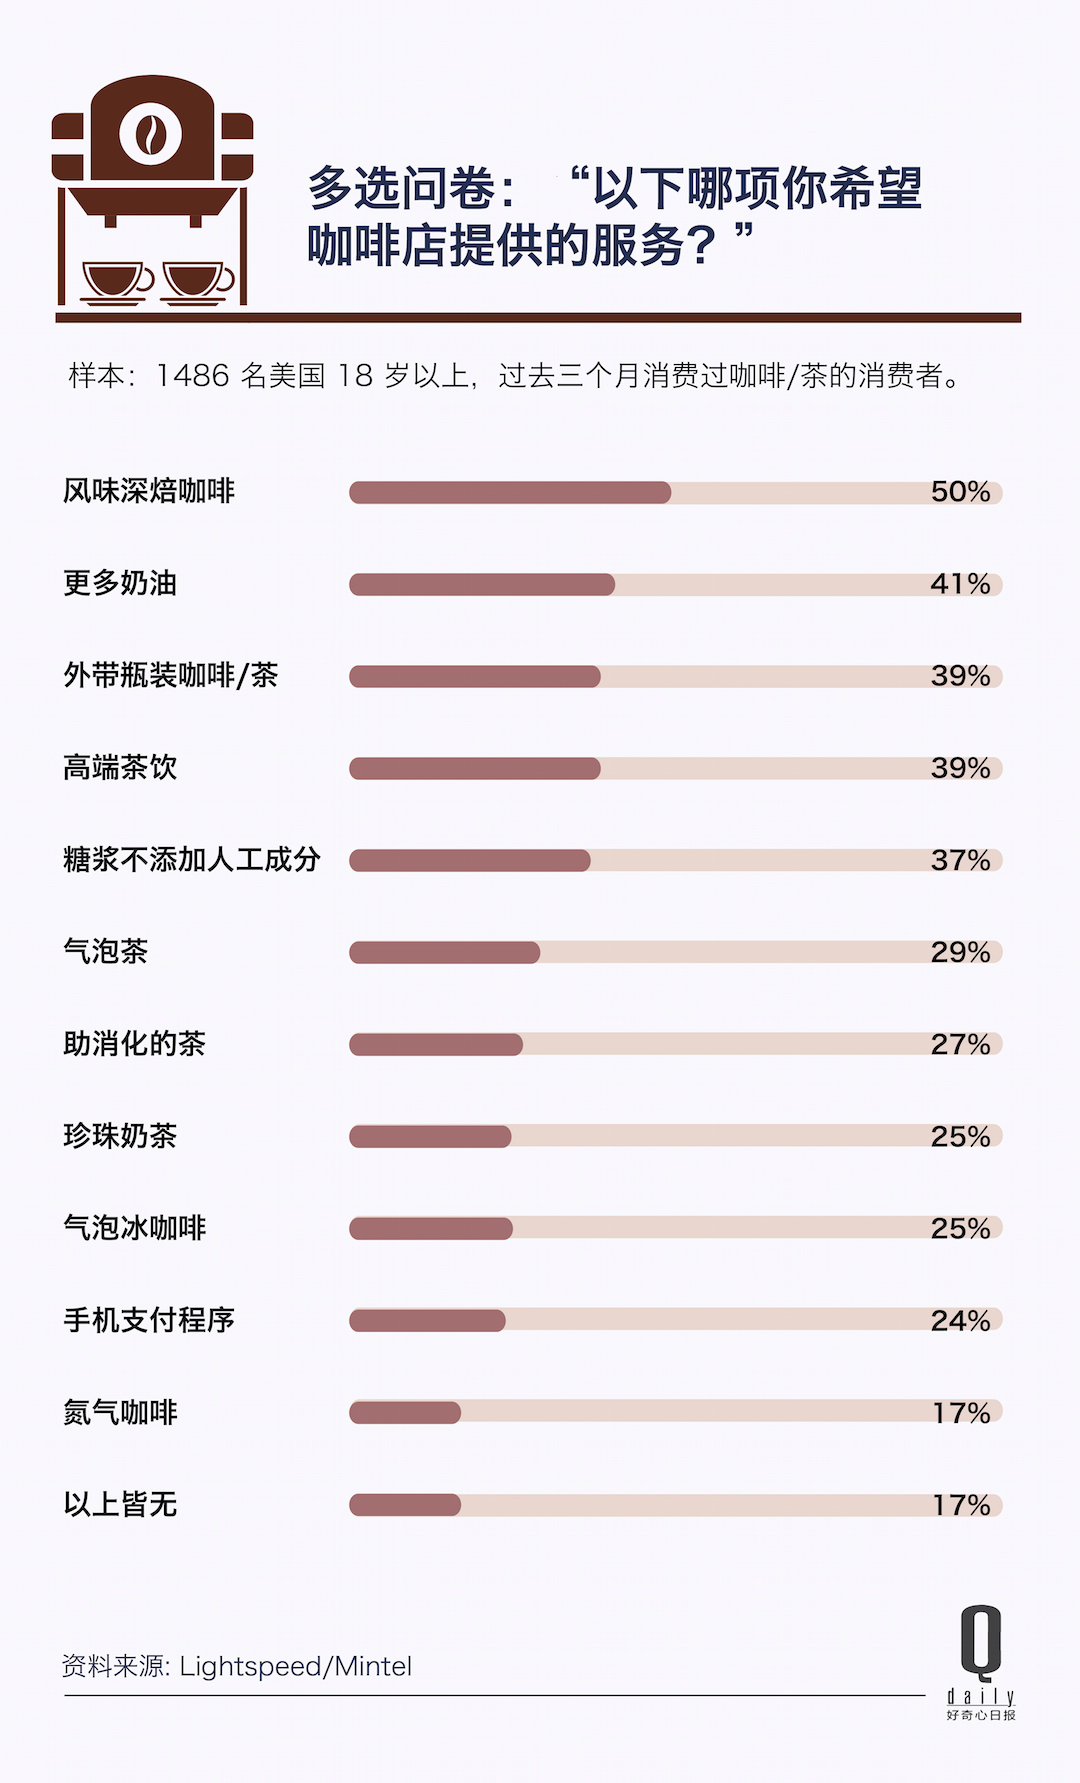 多选问卷：“以下哪项你希望
咖啡店提供的服务？”
样本：1486 名美国 18 岁以上，过去三个月消费过咖啡/茶的消费者。
风味深焙咖啡 50%
更多奶油 41%
外带瓶装咖啡/茶 39%
高端茶饮 39%
糖浆不添加人工成分 37%
气泡茶 29%
助消化的茶 27%
珍珠奶茶 25%
气泡冰咖啡 25%
手机支付程序 24%
氮气咖啡 17%
以上皆无 17%
资料来源: Lightspeed/Mintel
Q
daily
好奇心日报